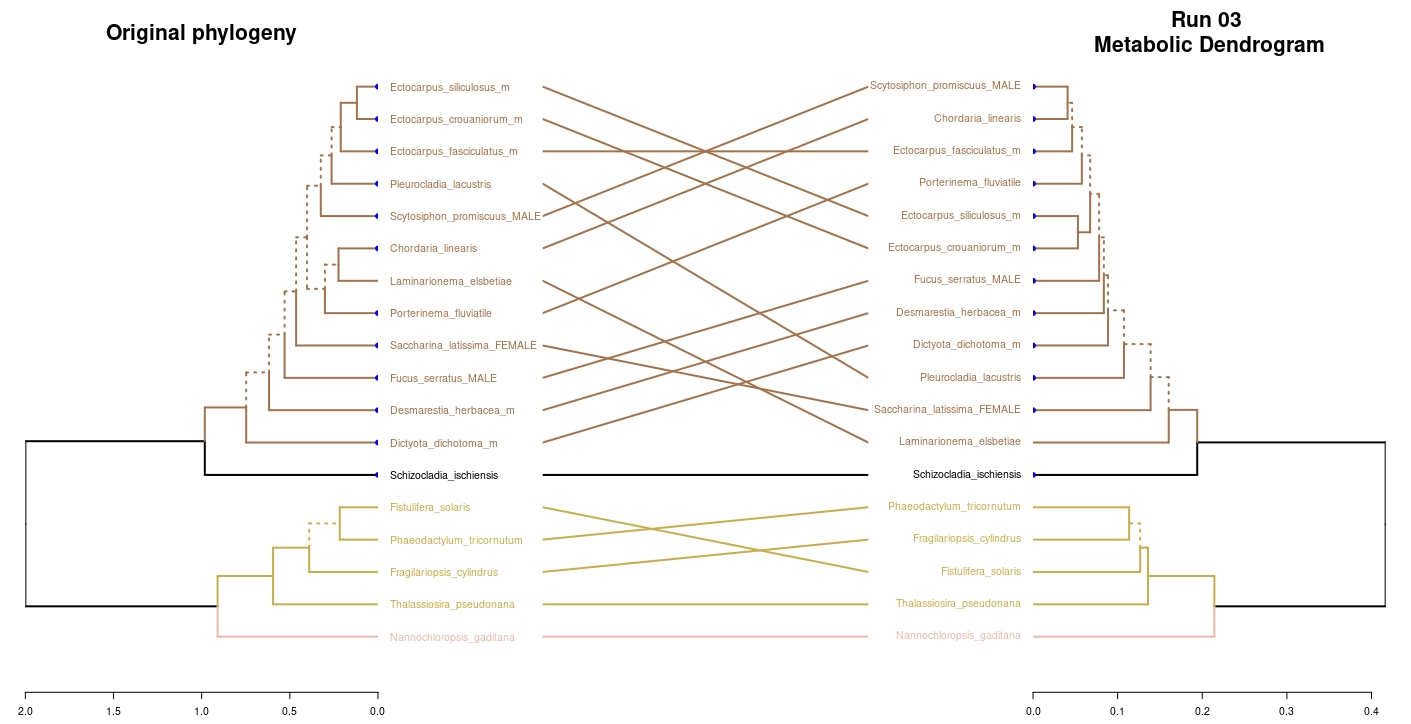 Original phylogeny
Run 03
Metabolic Dendrogram
Ectocarpus_siliculosus_m
Ectocarpus_crouaniorum_m
Ectocarpus_fasciculatus_m
Pleurocladia_lacustris
Scytosiphon_promiscuus_MALE
Chordaria_linearis
Laminarionema_elsbetiae
Porterinema_fluviatile
Saccharina_latissima_FEMALE
Fucus_serratus_MALE
Desmarestia_herbacea_m
Dictyota_dichotoma_m
Schizocladia_ischiensis
Fistulifera_solaris
Phaeodactylum_tricornutum
Fragilariopsis_cylindrus
Thalassiosira_pseudonana
Nannochloropsis_gaditana
Scytosiphon_promiscuus_MALE
Chordaria_linearis
Ectocarpus_fasciculatus_m
Porterinema_fluviatile
Ectocarpus_siliculosus_m
Ectocarpus_crouaniorum_m
Fucus_serratus_MALE
Desmarestia_herbacea_m
Dictyota_dichotoma_m
Pleurocladia_lacustris
Saccharina_latissima_FEMALE
Laminarionema_elsbetiae
Schizocladia_ischiensis
Phaeodactylum_tricornutum
Fragilariopsis_cylindrus
Fistulifera_solaris
Thalassiosira_pseudonana
Nannochloropsis_gaditana
2.0 1.5 1.0 0.5 0.0
0.0 0.1 0.2 0.3 0.4